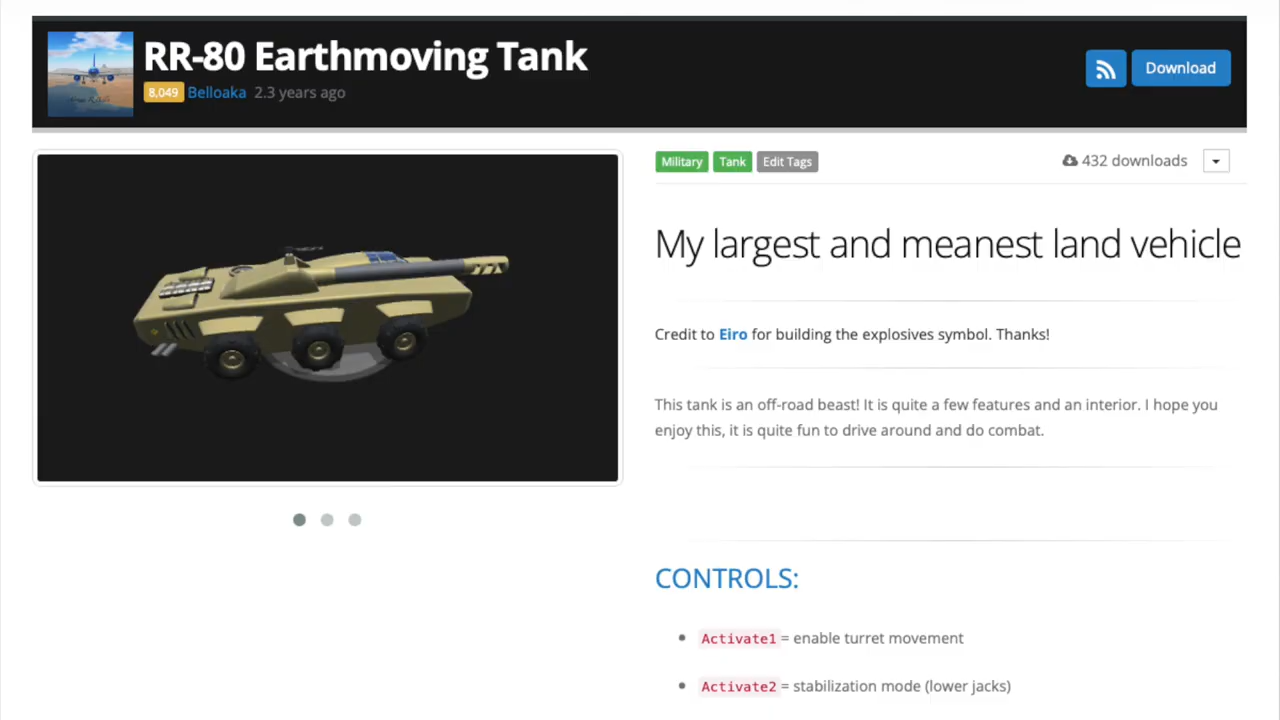 RR-80 Earthmoving Tank
8,049 Belloaka 2.3 years ago
Download
Military Tank Edit Tags
432 downloads
My largest and meanest land vehicle
Credit to Eiro for building the explosives symbol. Thanks!
This tank is an off-road beast! It is quite a few features and an interior. I hope you
enjoy this, it is quite fun to drive around and do combat.
CONTROLS:
Activate1 = enable turret movement
Activate2 = stabilization mode (lower jacks)